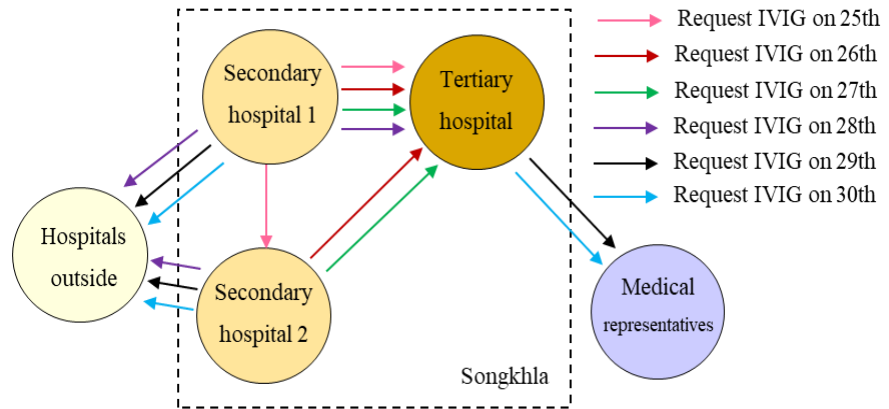 Secondary
hospital 1
Tertiary
hospital
Hospitals
outside
Secondary
hospital 2
Medical
representatives
Songkhla
Request IVIG on 25th
Request IVIG on 26th
Request IVIG on 27th
Request IVIG on 28th
Request IVIG on 29th
Request IVIG on 30th